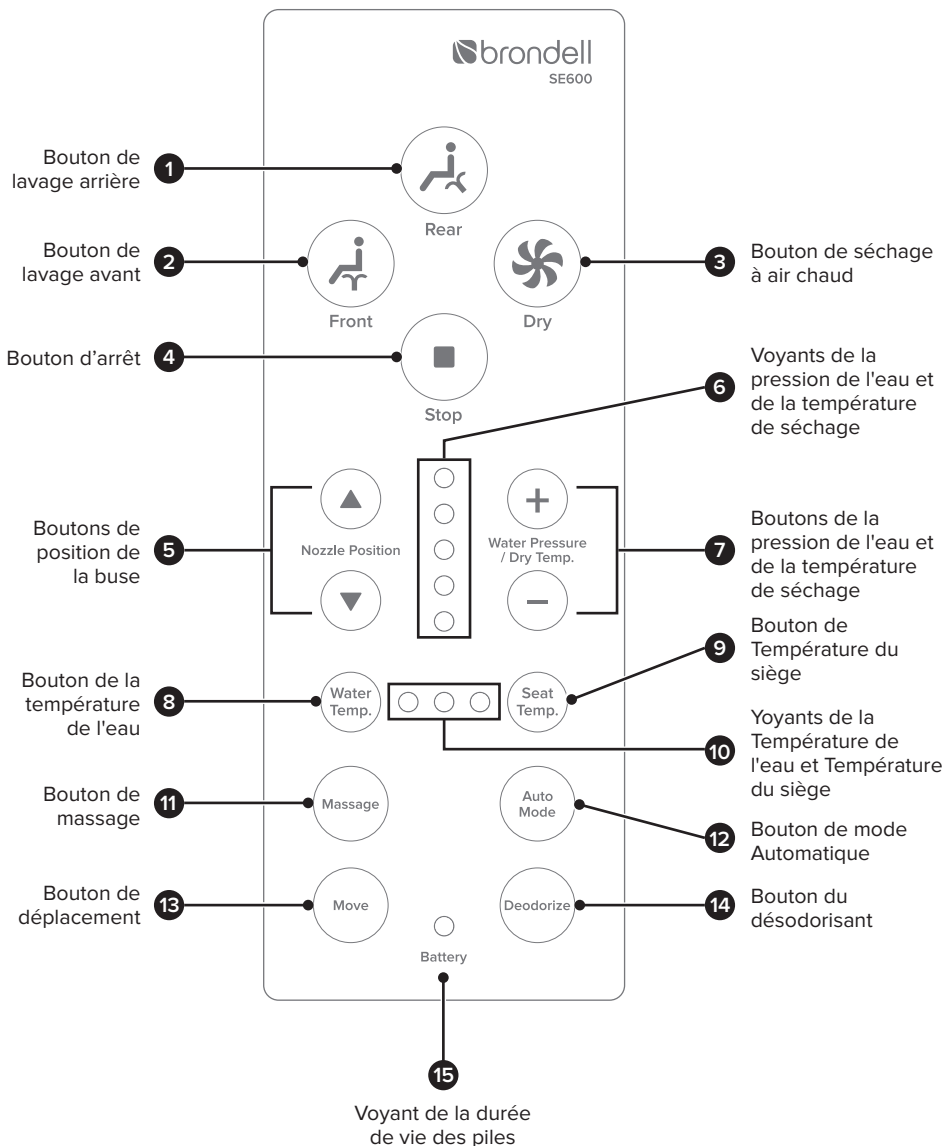 brondell
SE600
Bouton de
lavage arrière
1
Rear
Bouton de
lavage avant
2
Front
Dry
3
Bouton de séchage
à air chaud
Bouton d'arrêt
4
Stop
6
Voyants de la
pression de l'eau et
de la température
de séchage
Boutons de
position de
la buse
5
Nozzle Position
Water Pressure
/ Dry Temp.
7
Boutons de la
pression de l'eau et
de la température
de séchage
Bouton de la
température
de l'eau
8
Water
Temp.
Seat
Temp.
9
Bouton de
Température du
siège
10
Yoyants de la
Température de
l'eau et Température
du siège
Bouton de
massage
11
Massage
Auto
Mode
12
Bouton de mode
Automatique
Bouton de
déplacement
13
Move
Deodorize
14
Bouton du
désodorisant
Battery
15
Voyant de la durée
de vie des piles